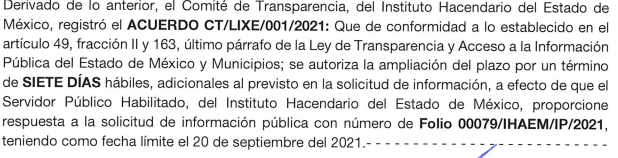 Derivado de lo anterior, el Comité de Transparencia, del Instituto Hacendario del Estado de
México, registró el ACUERDO CT/LIXE/001/2021: Que de conformidad a lo establecido en el
artículo 49, fracción II y 163, último párrafo de la Ley de Transparencia y Acceso a la Información
Pública del Estado de México y Municipios; se autoriza la ampliación del plazo por un término
de SIETE DÍAS hábiles, adicionales al previsto en la solicitud de información, a efecto de que el
Servidor Público Habilitado, del Instituto Hacendario del Estado de México, proporcione
respuesta a la solicitud de información pública con número de Folio 00079/IHAEM/IP/2021,
teniendo como fecha límite el 20 de septiembre del 2021.- - - - - - - - - - - - - - - - - - - - - - - - - - -